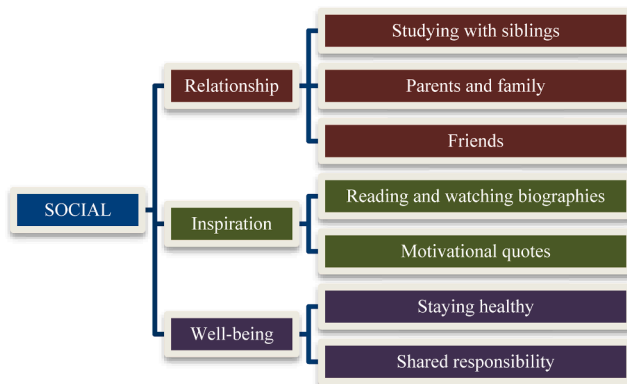 SOCIAL
Relationship
Studying with siblings
Parents and family
Friends
Inspiration
Reading and watching biographies
Motivational quotes
Well-being
Staying healthy
Shared responsibility